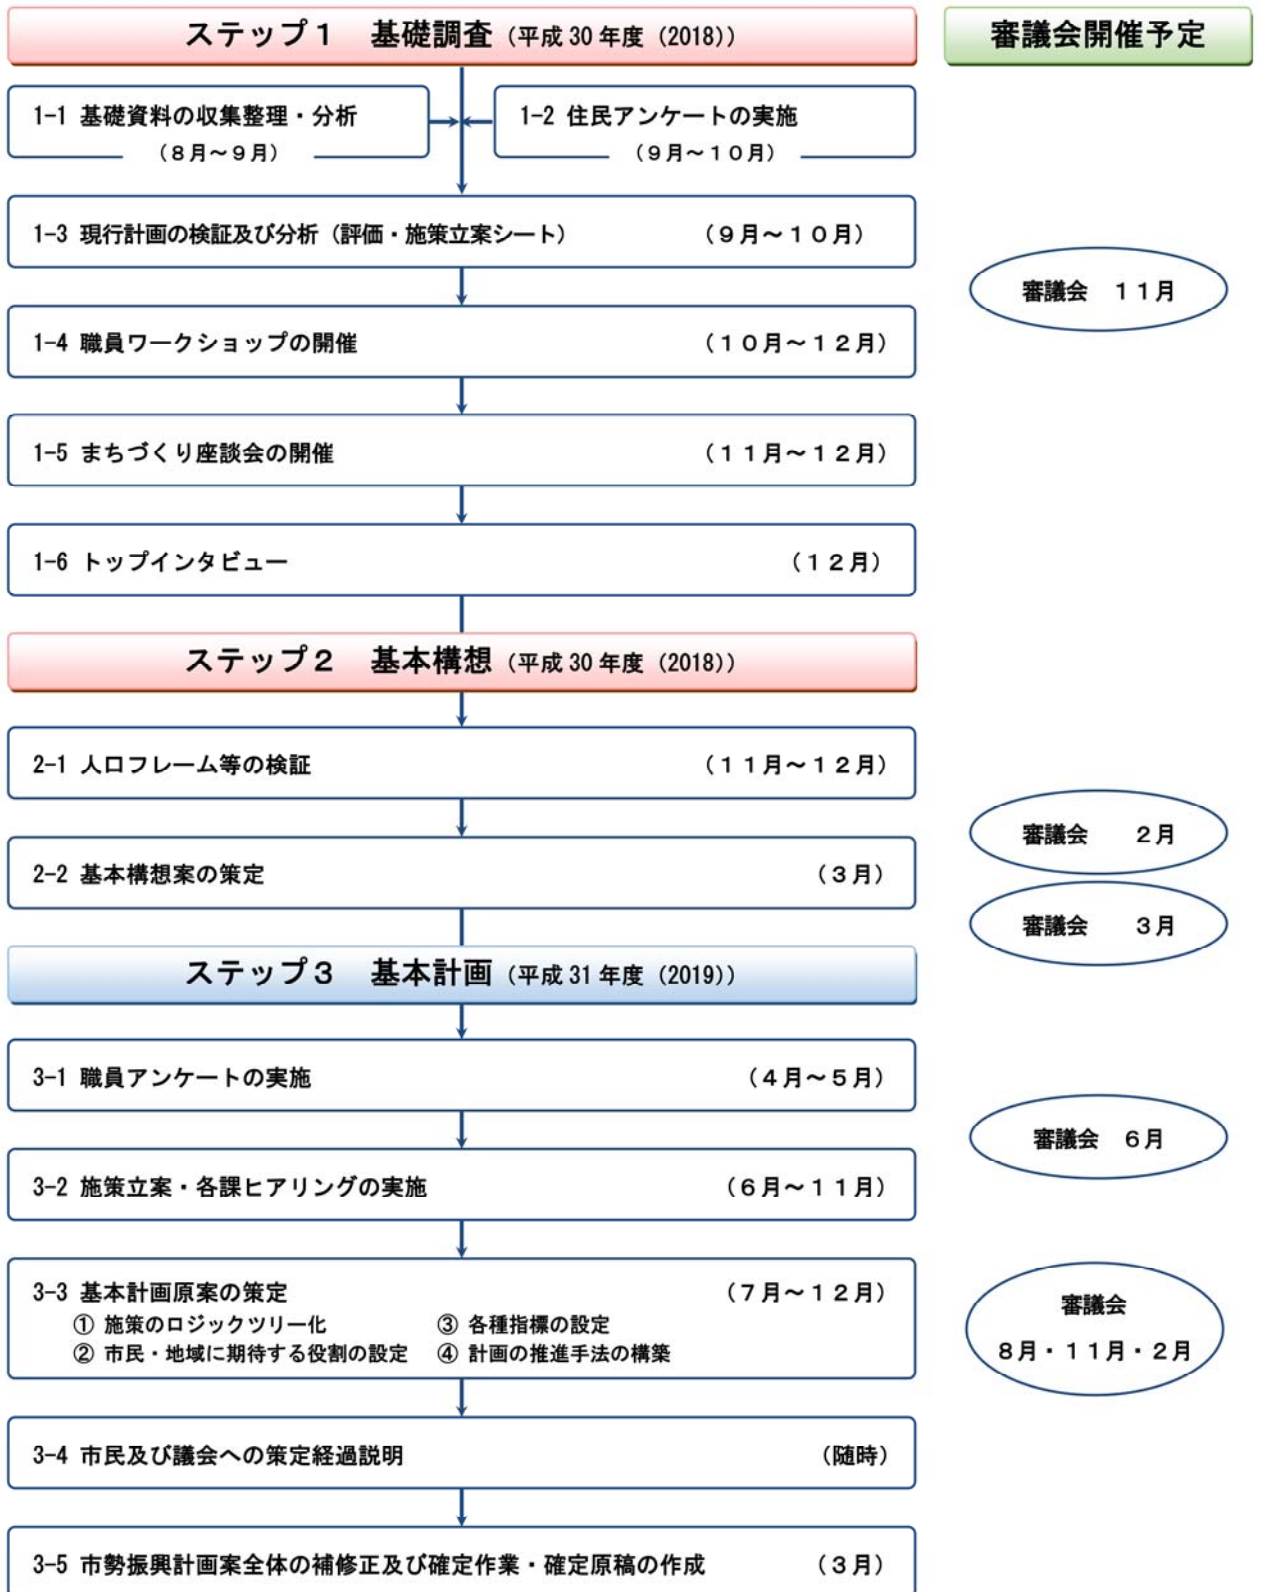 ステップ１　基礎調査（平成30年度（2018））
審議会開催予定
1-1 基礎資料の収集整理・分析
（８月～９月）
1-2 住民アンケートの実施
（９月～１０月）
1-3 現行計画の検証及び分析（評価・施策立案シート）　（９月～１０月）
審議会　１１月
1-4 職員ワークショップの開催　（１０月～１２月）
1-5 まちづくり座談会の開催　（１１月～１２月）
1-6 トップインタビュー　（１２月）
ステップ２　基本構想（平成30年度（2018））
2-1 人口フレーム等の検証　（１１月～１２月）
審議会　２月
2-2 基本構想案の策定　（３月）
審議会　３月
ステップ３　基本計画（平成31年度（2019））
3-1 職員アンケートの実施　（４月～５月）
審議会　６月
3-2 施策立案・各課ヒアリングの実施　（６月～１１月）
3-3 基本計画原案の策定　（７月～１２月）
① 施策のロジックツリー化　③ 各種指標の設定
② 市民・地域に期待する役割の設定　④ 計画の推進手法の構築
審議会
８月・１１月・２月
3-4 市民及び議会への策定経過説明　（随時）
3-5 市勢振興計画案全体の補修正及び確定作業・確定原稿の作成　（３月）